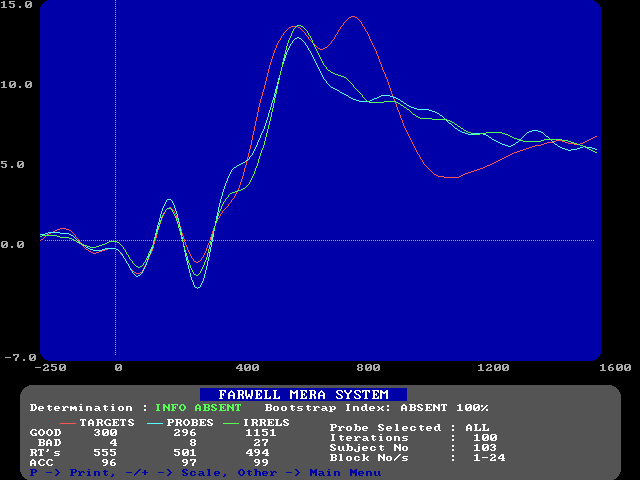 15.0
10.0
5.0
0.0
-7.0
-250 0 400 800 1200 1600
FARWELL MERA SYSTEM
Determination : INFO ABSENT Bootstrap Index: ABSENT 100%
TARGETS PROBES IRRELS
GOOD 300 296 1151
BAD 4 8 27
RT's 555 501 494
ACC 96 97 99
Probe Selected : ALL
Iterations : 100
Subject No : 103
Block No/s : 1-24
P -> Print, -/+ -> Scale, Other -> Main Menu